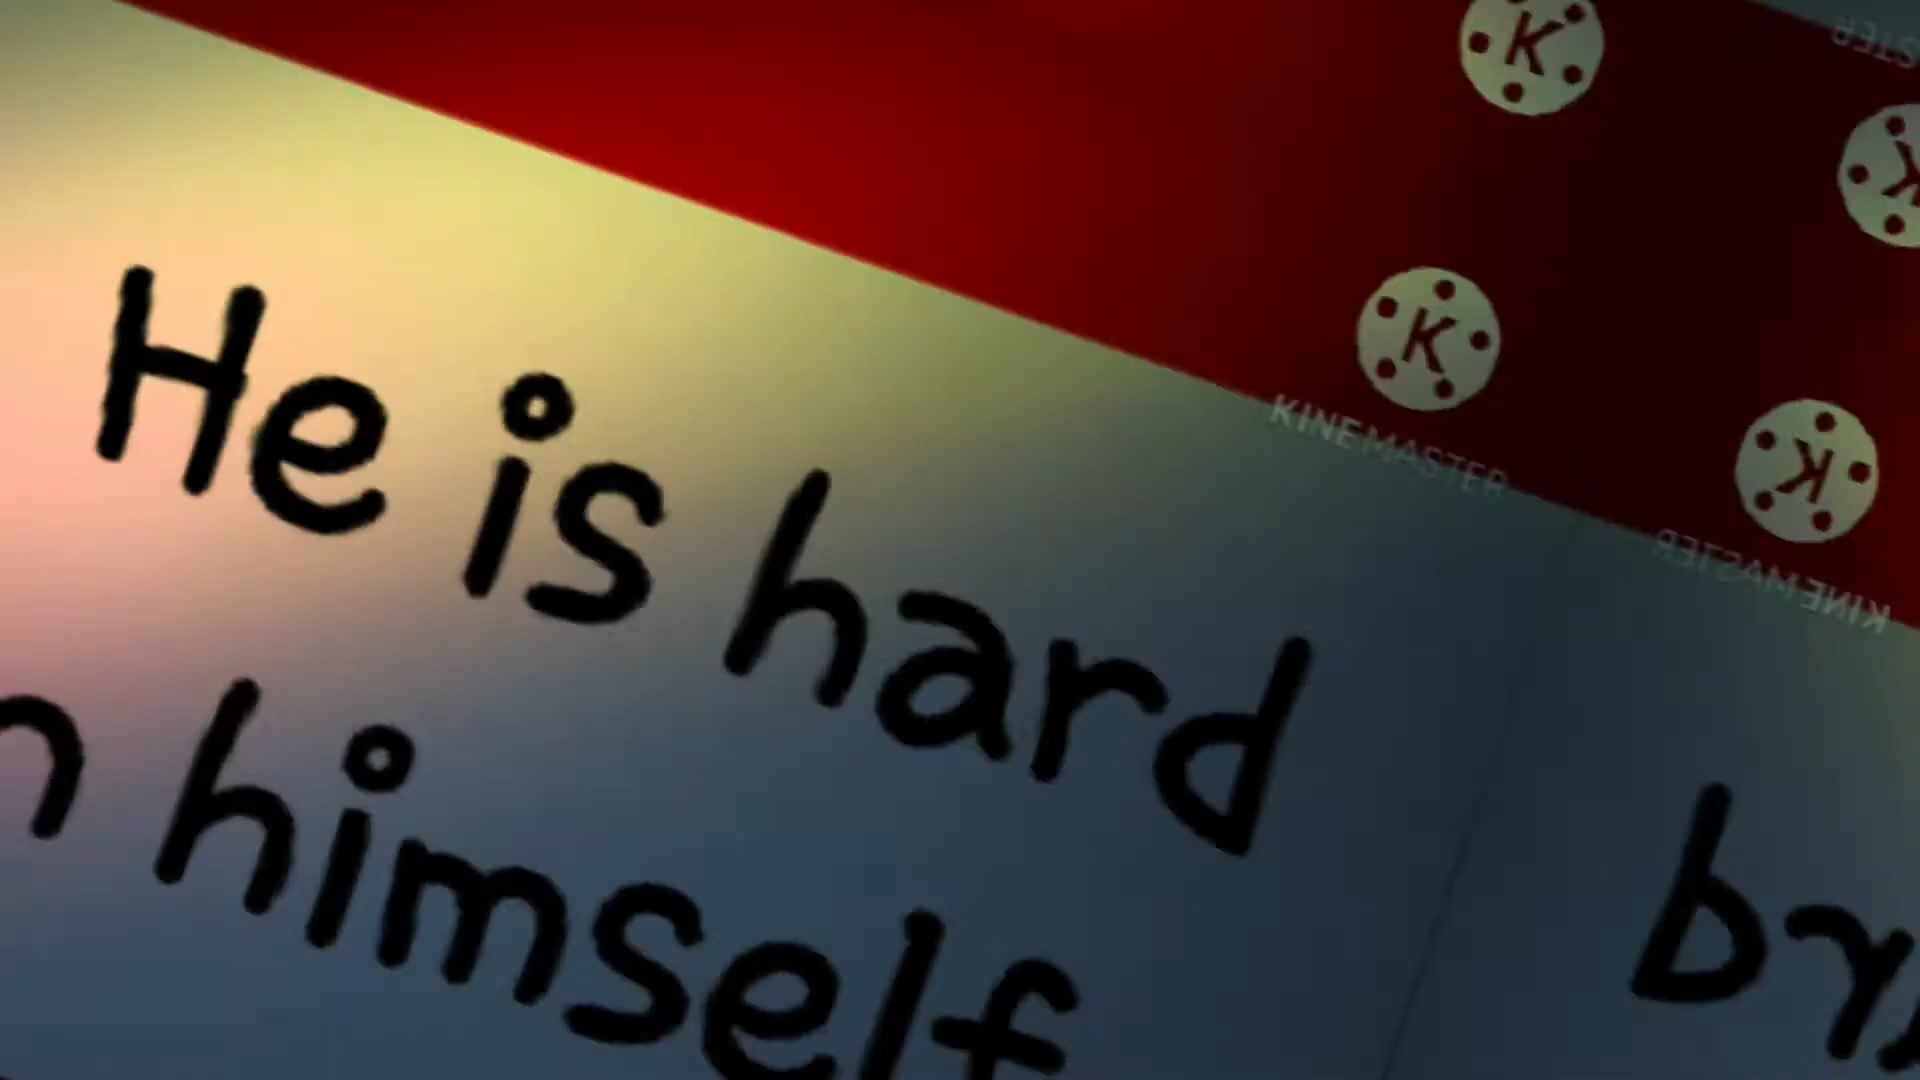 K
K
KINEMASTER
K
KINEMASTER
He is hard
himself